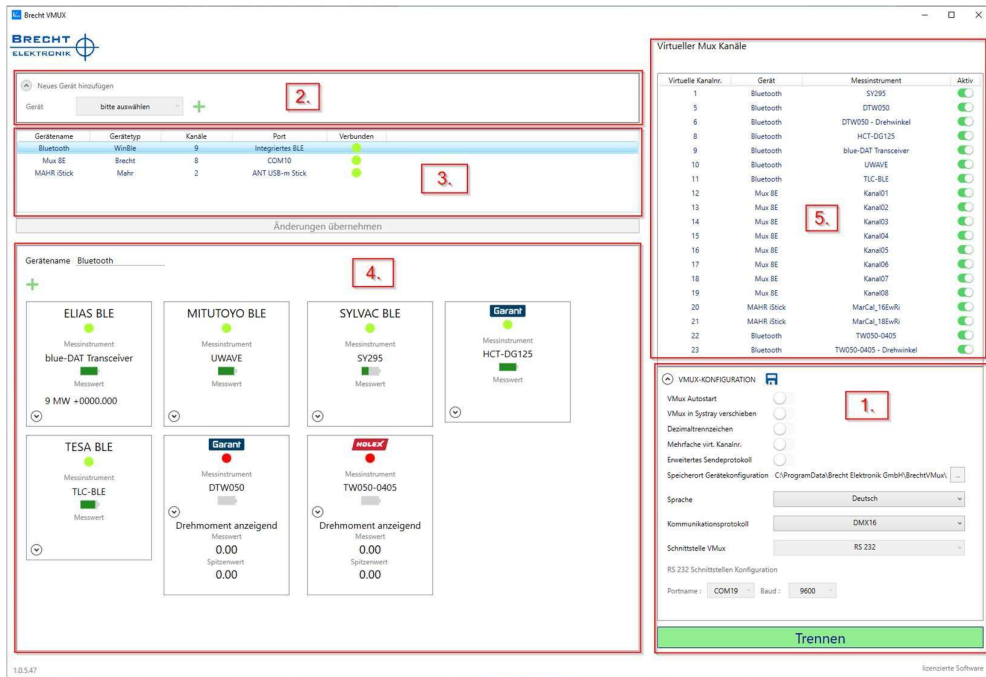 Brecht VMUX
BRECHT
ELEKTRONIK
Neues Gerät hinzufügen
Gerät bitte auswählen
2.
Gerätename Gerätetyp Kanäle Port Verbunden
Bluetooth WinBle 9 Integriertes BLE
Mux 8E Brecht 8 COM10
MAHR iStick Mahr 2 ANT USB-m Stick
3.
Änderungen übernehmen
Gerätename Bluetooth
4.
ELIAS BLE
Messinstrument
blue-DAT Transceiver
Messwert
9 MW +0000.000
MITUTOYO BLE
Messinstrument
UWAVE
Messwert
SYLVAC BLE
Messinstrument
SY295
Messwert
Garant
Messinstrument
HCT-DG125
Messwert
TESA BLE
Messinstrument
TLC-BLE
Messwert
Garant
Messinstrument
DTW050
Drehmoment anzeigend
Messwert
0.00
Spitzenwert
0.00
HOLEX
Messinstrument
TW050-0405
Drehmoment anzeigend
Messwert
0.00
Spitzenwert
0.00
Virtueller Mux Kanäle
Virtuelle Kanalnr. Gerät Messinstrument Aktiv
1 Bluetooth SY295
5 Bluetooth DTW050
6 Bluetooth DTW050 - Drehwinkel
8 Bluetooth HCT-DG125
9 Bluetooth blue-DAT Transceiver
10 Bluetooth UWAVE
11 Bluetooth TLC-BLE
12 Mux 8E Kanal01
13 Mux 8E Kanal02
14 Mux 8E Kanal03
15 Mux 8E Kanal04
16 Mux 8E Kanal05
17 Mux 8E Kanal06
18 Mux 8E Kanal07
19 Mux 8E Kanal08
20 MAHR iStick MarCal_16EwRi
21 MAHR iStick MarCal_18EwRi
22 Bluetooth TW050-0405
23 Bluetooth TW050-0405 - Drehwinkel
5.
VMUX-KONFIGURATION
1.
VMux Autostart
VMux in Systray verschieben
Dezimaltrennzeichen
Mehrfache virt. Kanalnr.
Erweitertes Sendeprotokoll
Speicherort Gerätekonfiguration C:\ProgramData\Brecht Elektronik GmbH\BrechtVMux\ ...
Sprache Deutsch
Kommunikationsprotokoll DMX16
Schnittstelle VMux RS 232
RS 232 Schnittstellen Konfiguration
Portname : COM19 Baud : 9600
Trennen
1.0.5.47
lizenzierte Software